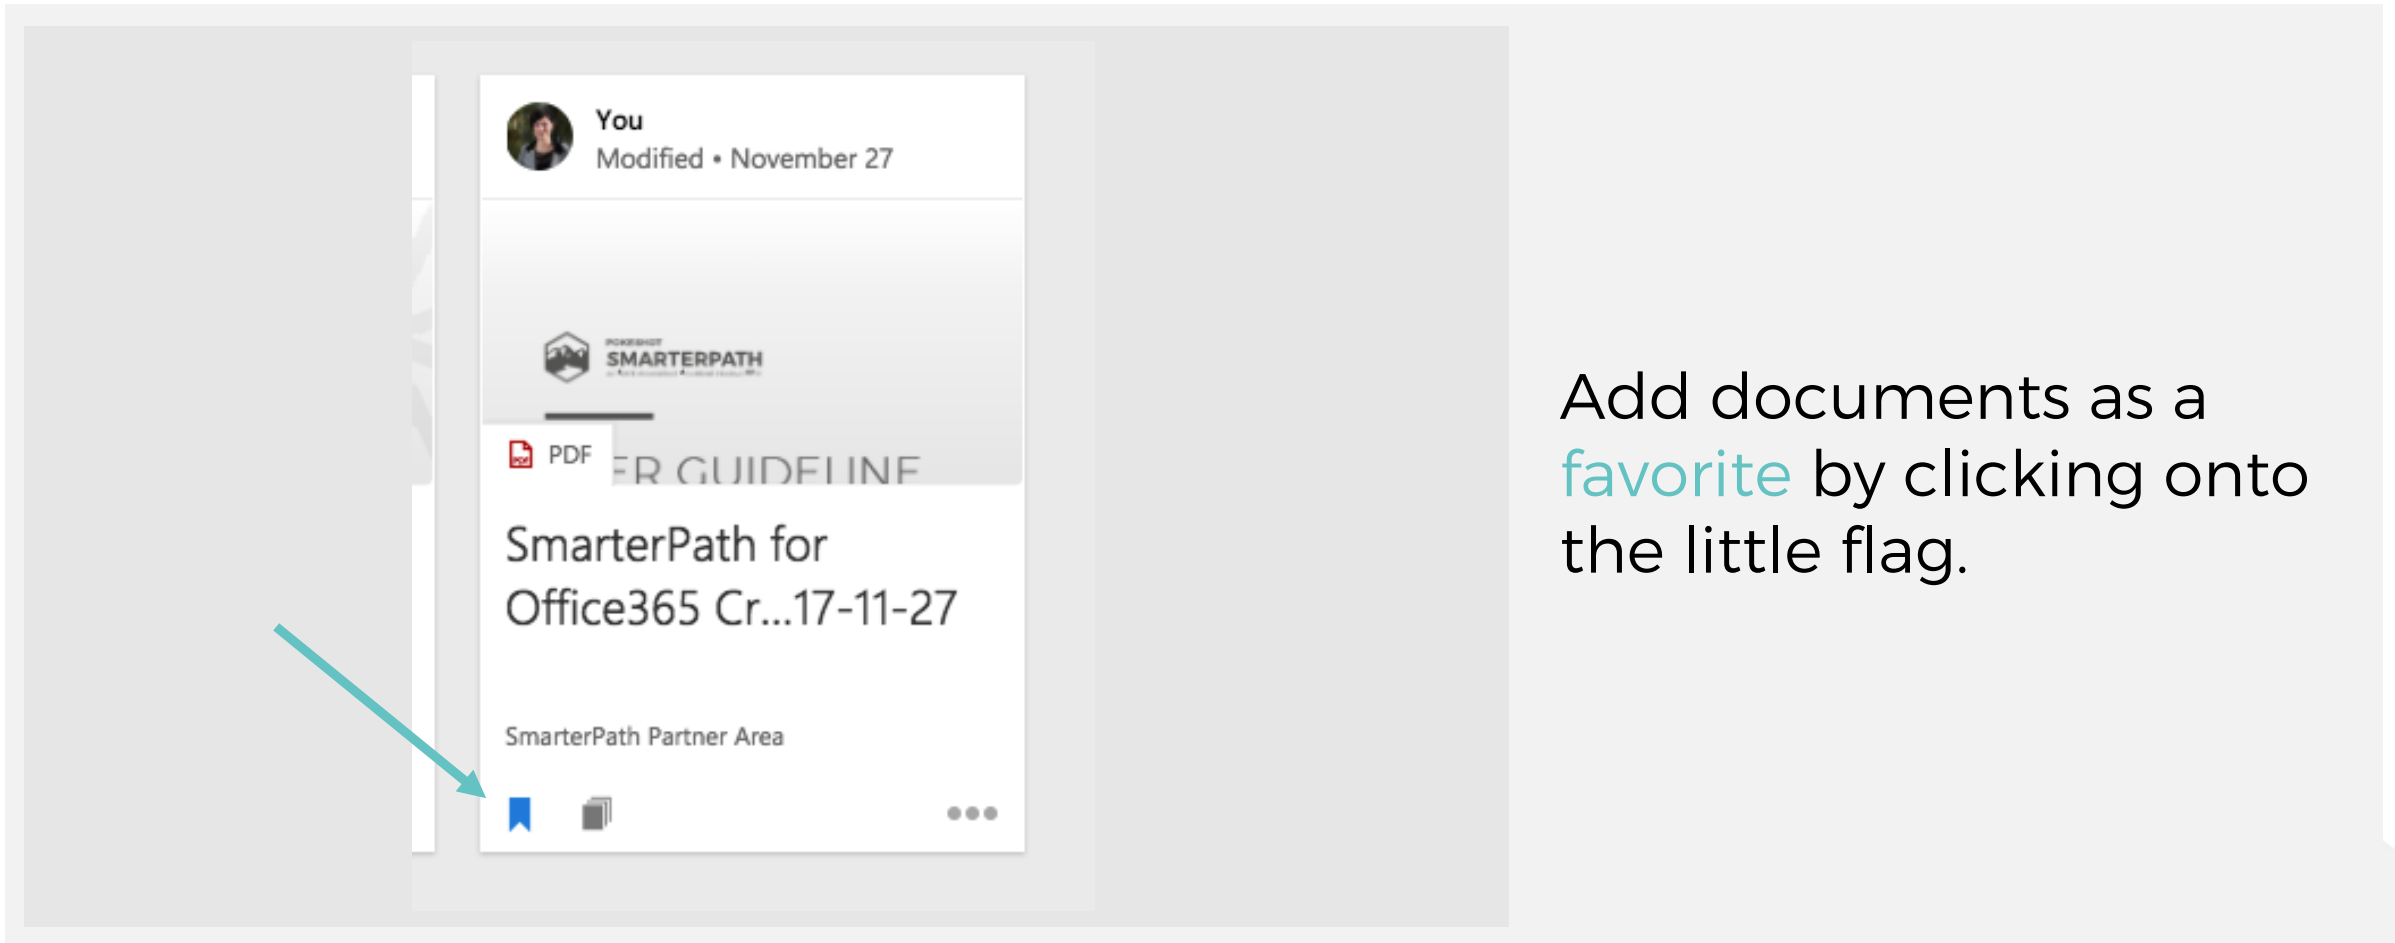 You
Modified • November 27
POKESHOT
SMARTERPATH
PDF
ER GUIDELINE
SmarterPath for
Office365 Cr...17-11-27
SmarterPath Partner Area
Add documents as a
favorite by clicking onto
the little flag.